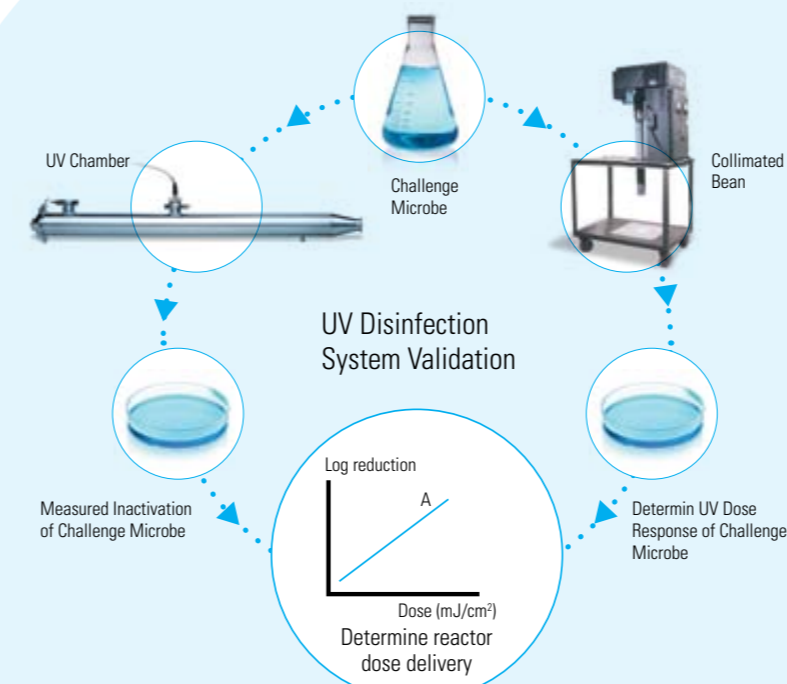 UV Chamber
Challenge
Microbe
Collimated
Bean
UV Disinfection
System Validation
Measured Inactivation
of Challenge Microbe
Log reduction
A
Dose (mJ/cm²)
Determine reactor
dose delivery
Determin UV Dose
Response of Challenge
Microbe